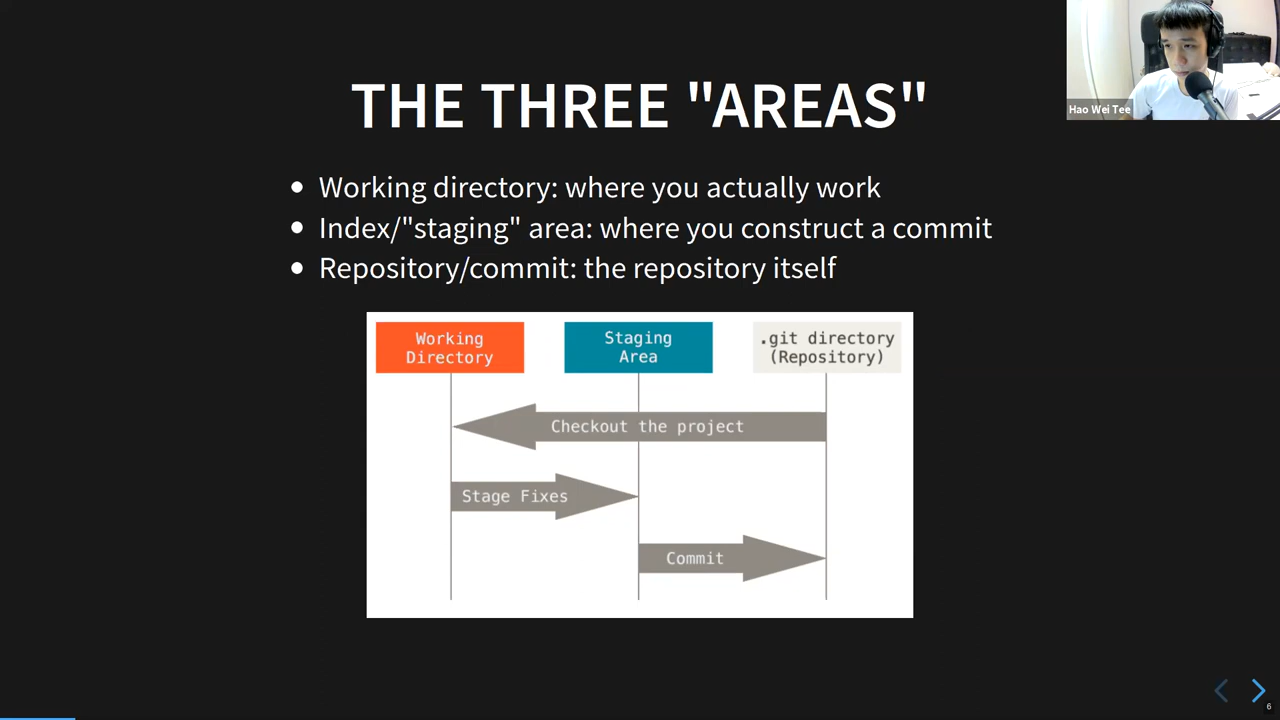 THE THREE "AREAS"
Hao Wei Tee
Working directory: where you actually work
Index/"staging" area: where you construct a commit
Repository/commit: the repository itself
Working
Directory
Staging
Area
.git directory
(Repository)
Checkout the project
Stage Fixes
Commit
6